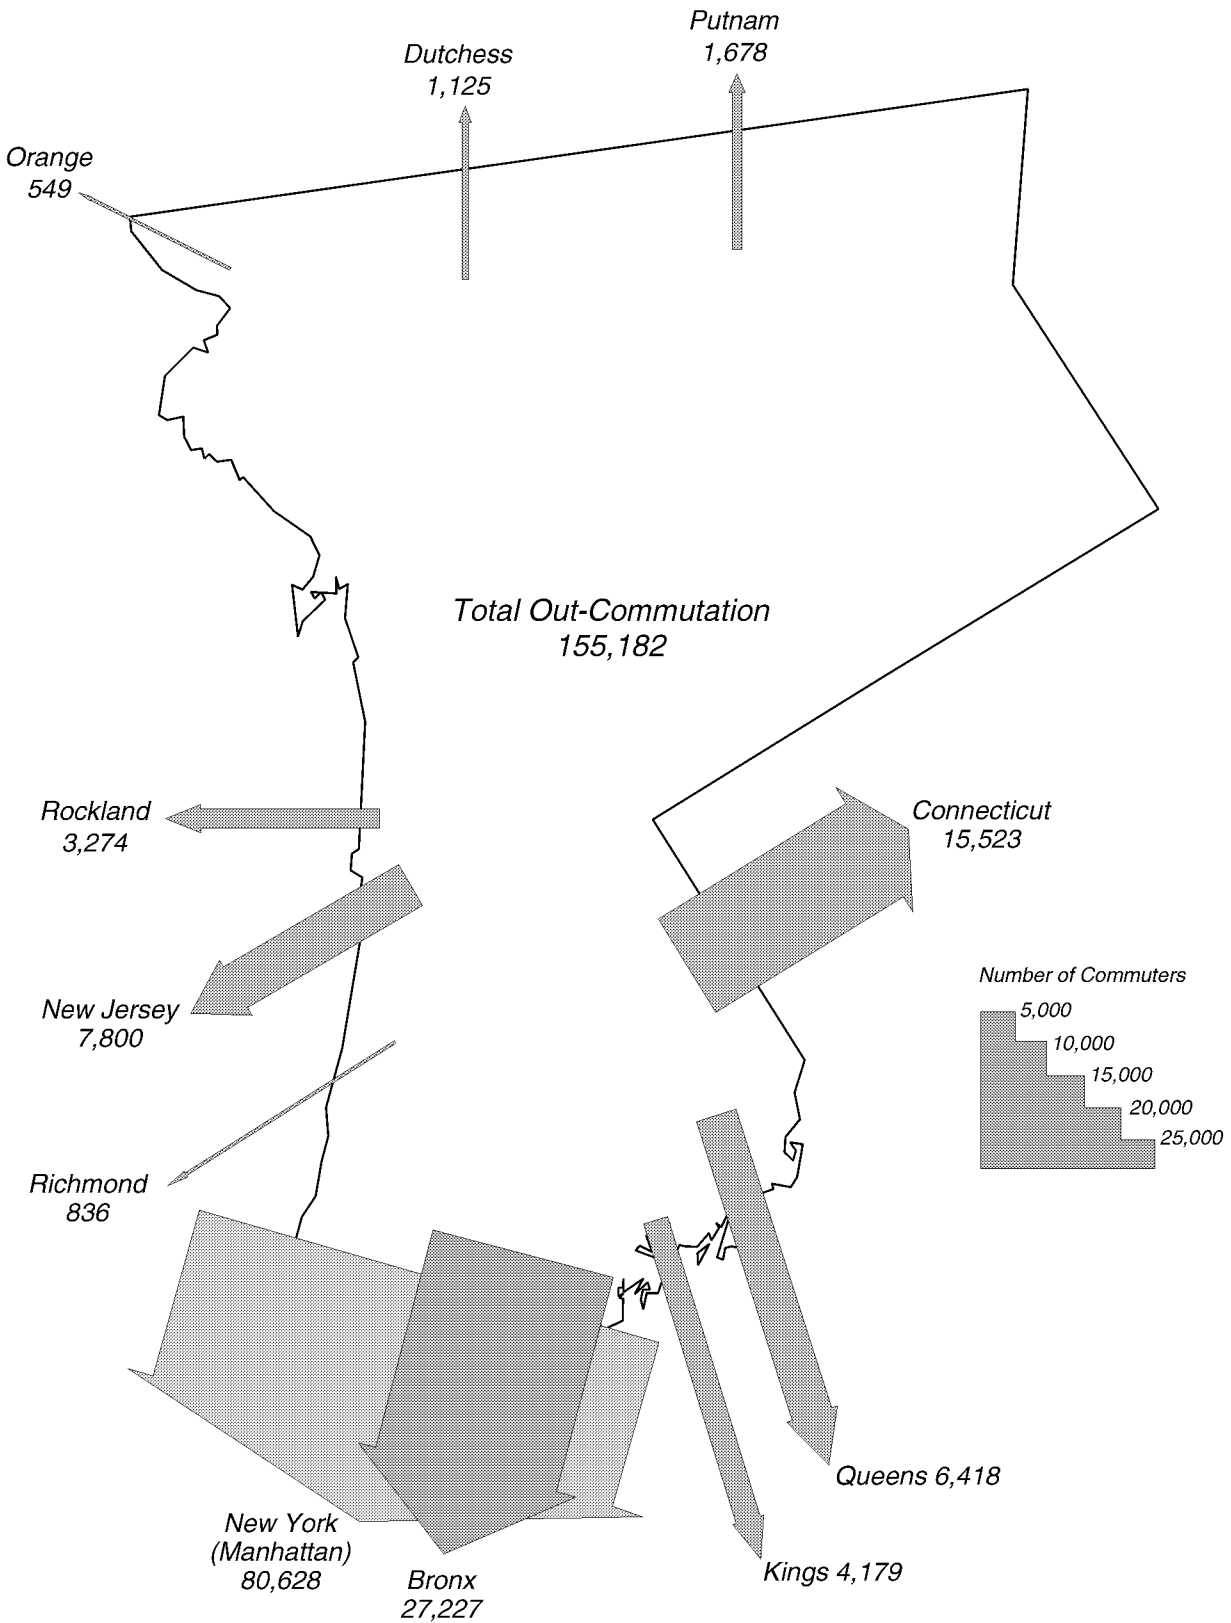 Putnam
1,678
Dutchess
1,125
Orange
549
Total Out-Commutation
155,182
Rockland
3,274
Connecticut
15,523
New Jersey
7,800
Number of Commuters
5,000
10,000
15,000
20,000
25,000
Richmond
836
Queens 6,418
New York
(Manhattan)
80,628
Bronx
27,227
Kings 4,179